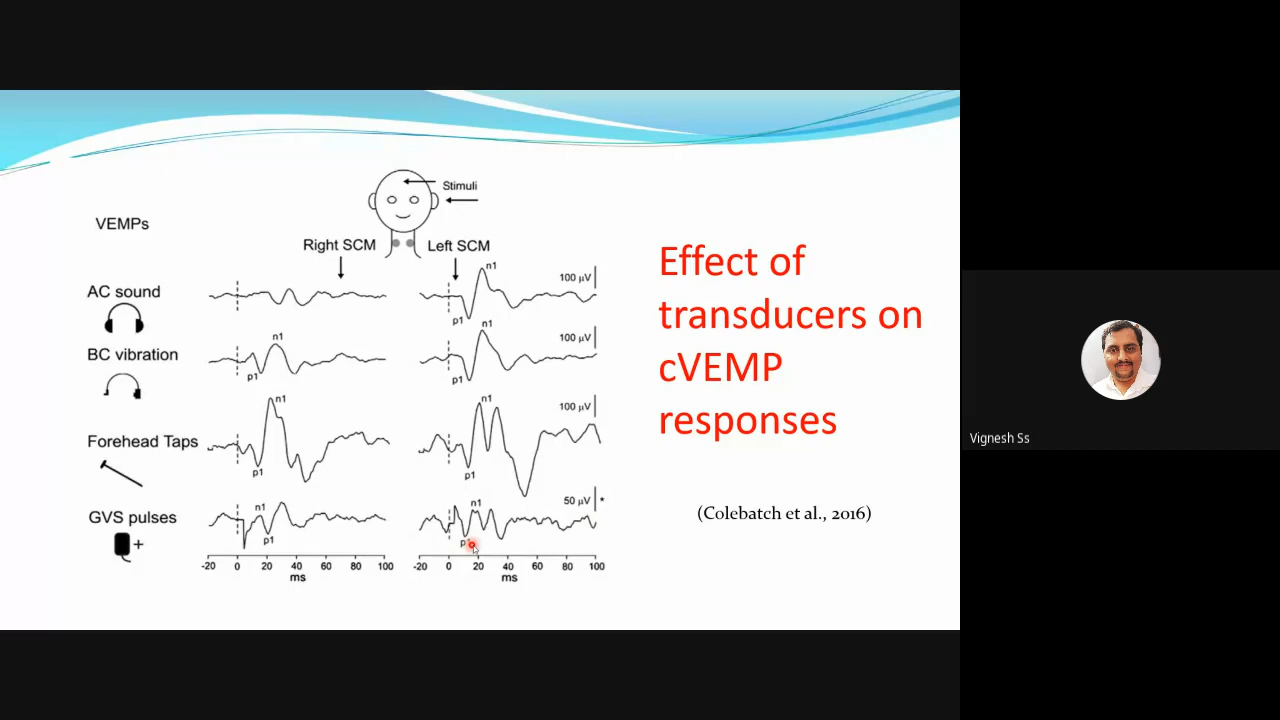 Stimuli
VEMPs
Right SCM
Left SCM
n1
AC sound
100 µV
p1
n1
n1
BC vibration
100 µV
p1
p1
n1
n1
100 µV
Forehead Taps
p1
p1
GVS pulses
n1
n1
50 µV *
p1
p1
-20 0 20 40 60 80 100
-20 0 20 40 60 80 100
ms
ms
Effect of
transducers on
cVEMP
responses
(Colebatch et al., 2016)
Vignesh Ss